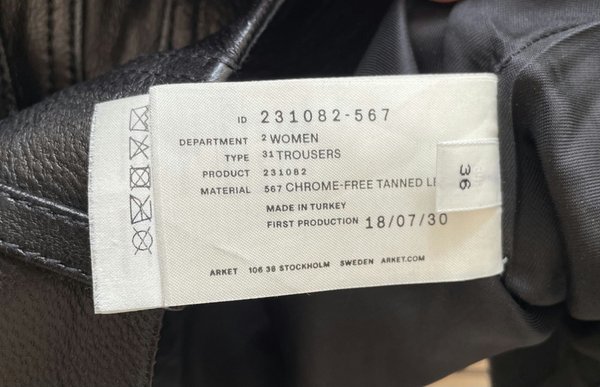 ID 231082-567
DEPARTMENT 2 WOMEN
TYPE 31 TROUSERS
PRODUCT 231082
MATERIAL 567 CHROME-FREE TANNED
MADE IN TURKEY
FIRST PRODUCTION 18/07/30
ARKET 106 38 STOCKHOLM SWEDEN ARKET.COM
36